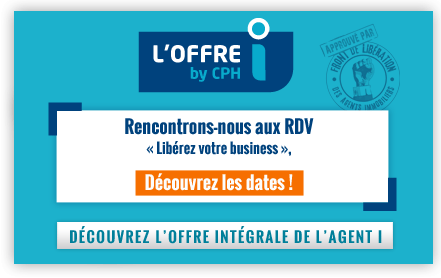 L'OFFRE
by CPH
i
APPROUVÉ PAR
FRONT DE LIBÉRATION
DES AGENTS IMMOBILIERS
Rencontrons-nous aux RDV
« Libérez votre business »,
Découvrez les dates !
DÉCOUVREZ L'OFFRE INTÉGRALE DE L'AGENT I